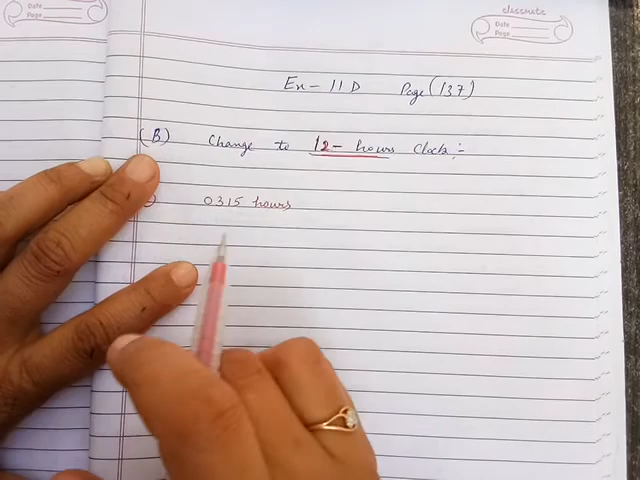 Date
Page
classmate
Date
Page
Ex - 11 D Page (137)
(B) Change to 12- hours Clock :-
0315 hours